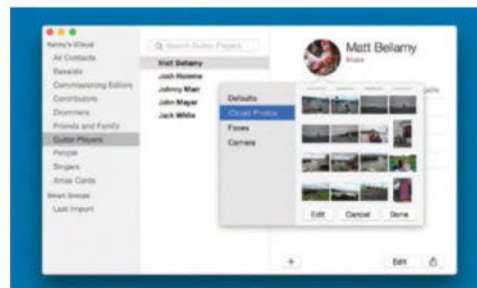 Kenny's iCloud
All Contacts
Bassists
Commissioning Editors
Contributors
Drummers
Friends and Family
Guitar Players
People
Singers
Xmas Cards
Smart Groups
Last Import
Search Guitar Players
Matt Bellamy
Josh Homme
Johnny Marr
John Mayer
Jack White
Matt Bellamy
Muse
Defaults
iCloud Photos
Faces
Camera
Edit Cancel Done
+ Edit